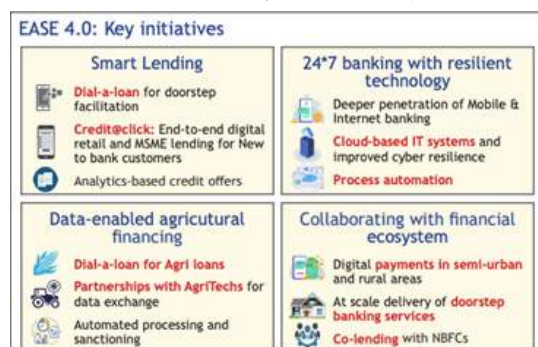 EASE 4.0: Key initiatives
Smart Lending
Dial-a-loan for doorstep
facilitation
Credit@click: End-to-end digital
retail and MSME lending for New
to bank customers
Analytics-based credit offers
24*7 banking with resilient
technology
Deeper penetration of Mobile &
Internet banking
Cloud-based IT systems and
improved cyber resilience
Process automation
Data-enabled agricutural
financing
Dial-a-loan for Agri loans
Partnerships with AgriTechs for
data exchange
Automated processing and
sanctioning
Collaborating with financial
ecosystem
Digital payments in semi-urban
and rural areas
At scale delivery of doorstep
banking services
Co-lending with NBFCs